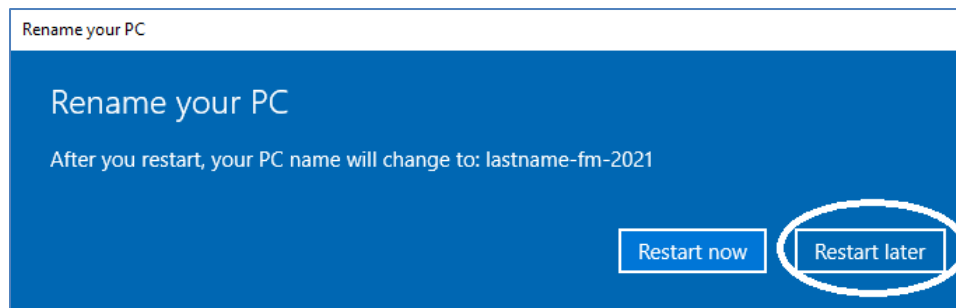 Rename your PC
Rename your PC
After you restart, your PC name will change to: lastname-fm-2021
Restart now Restart later